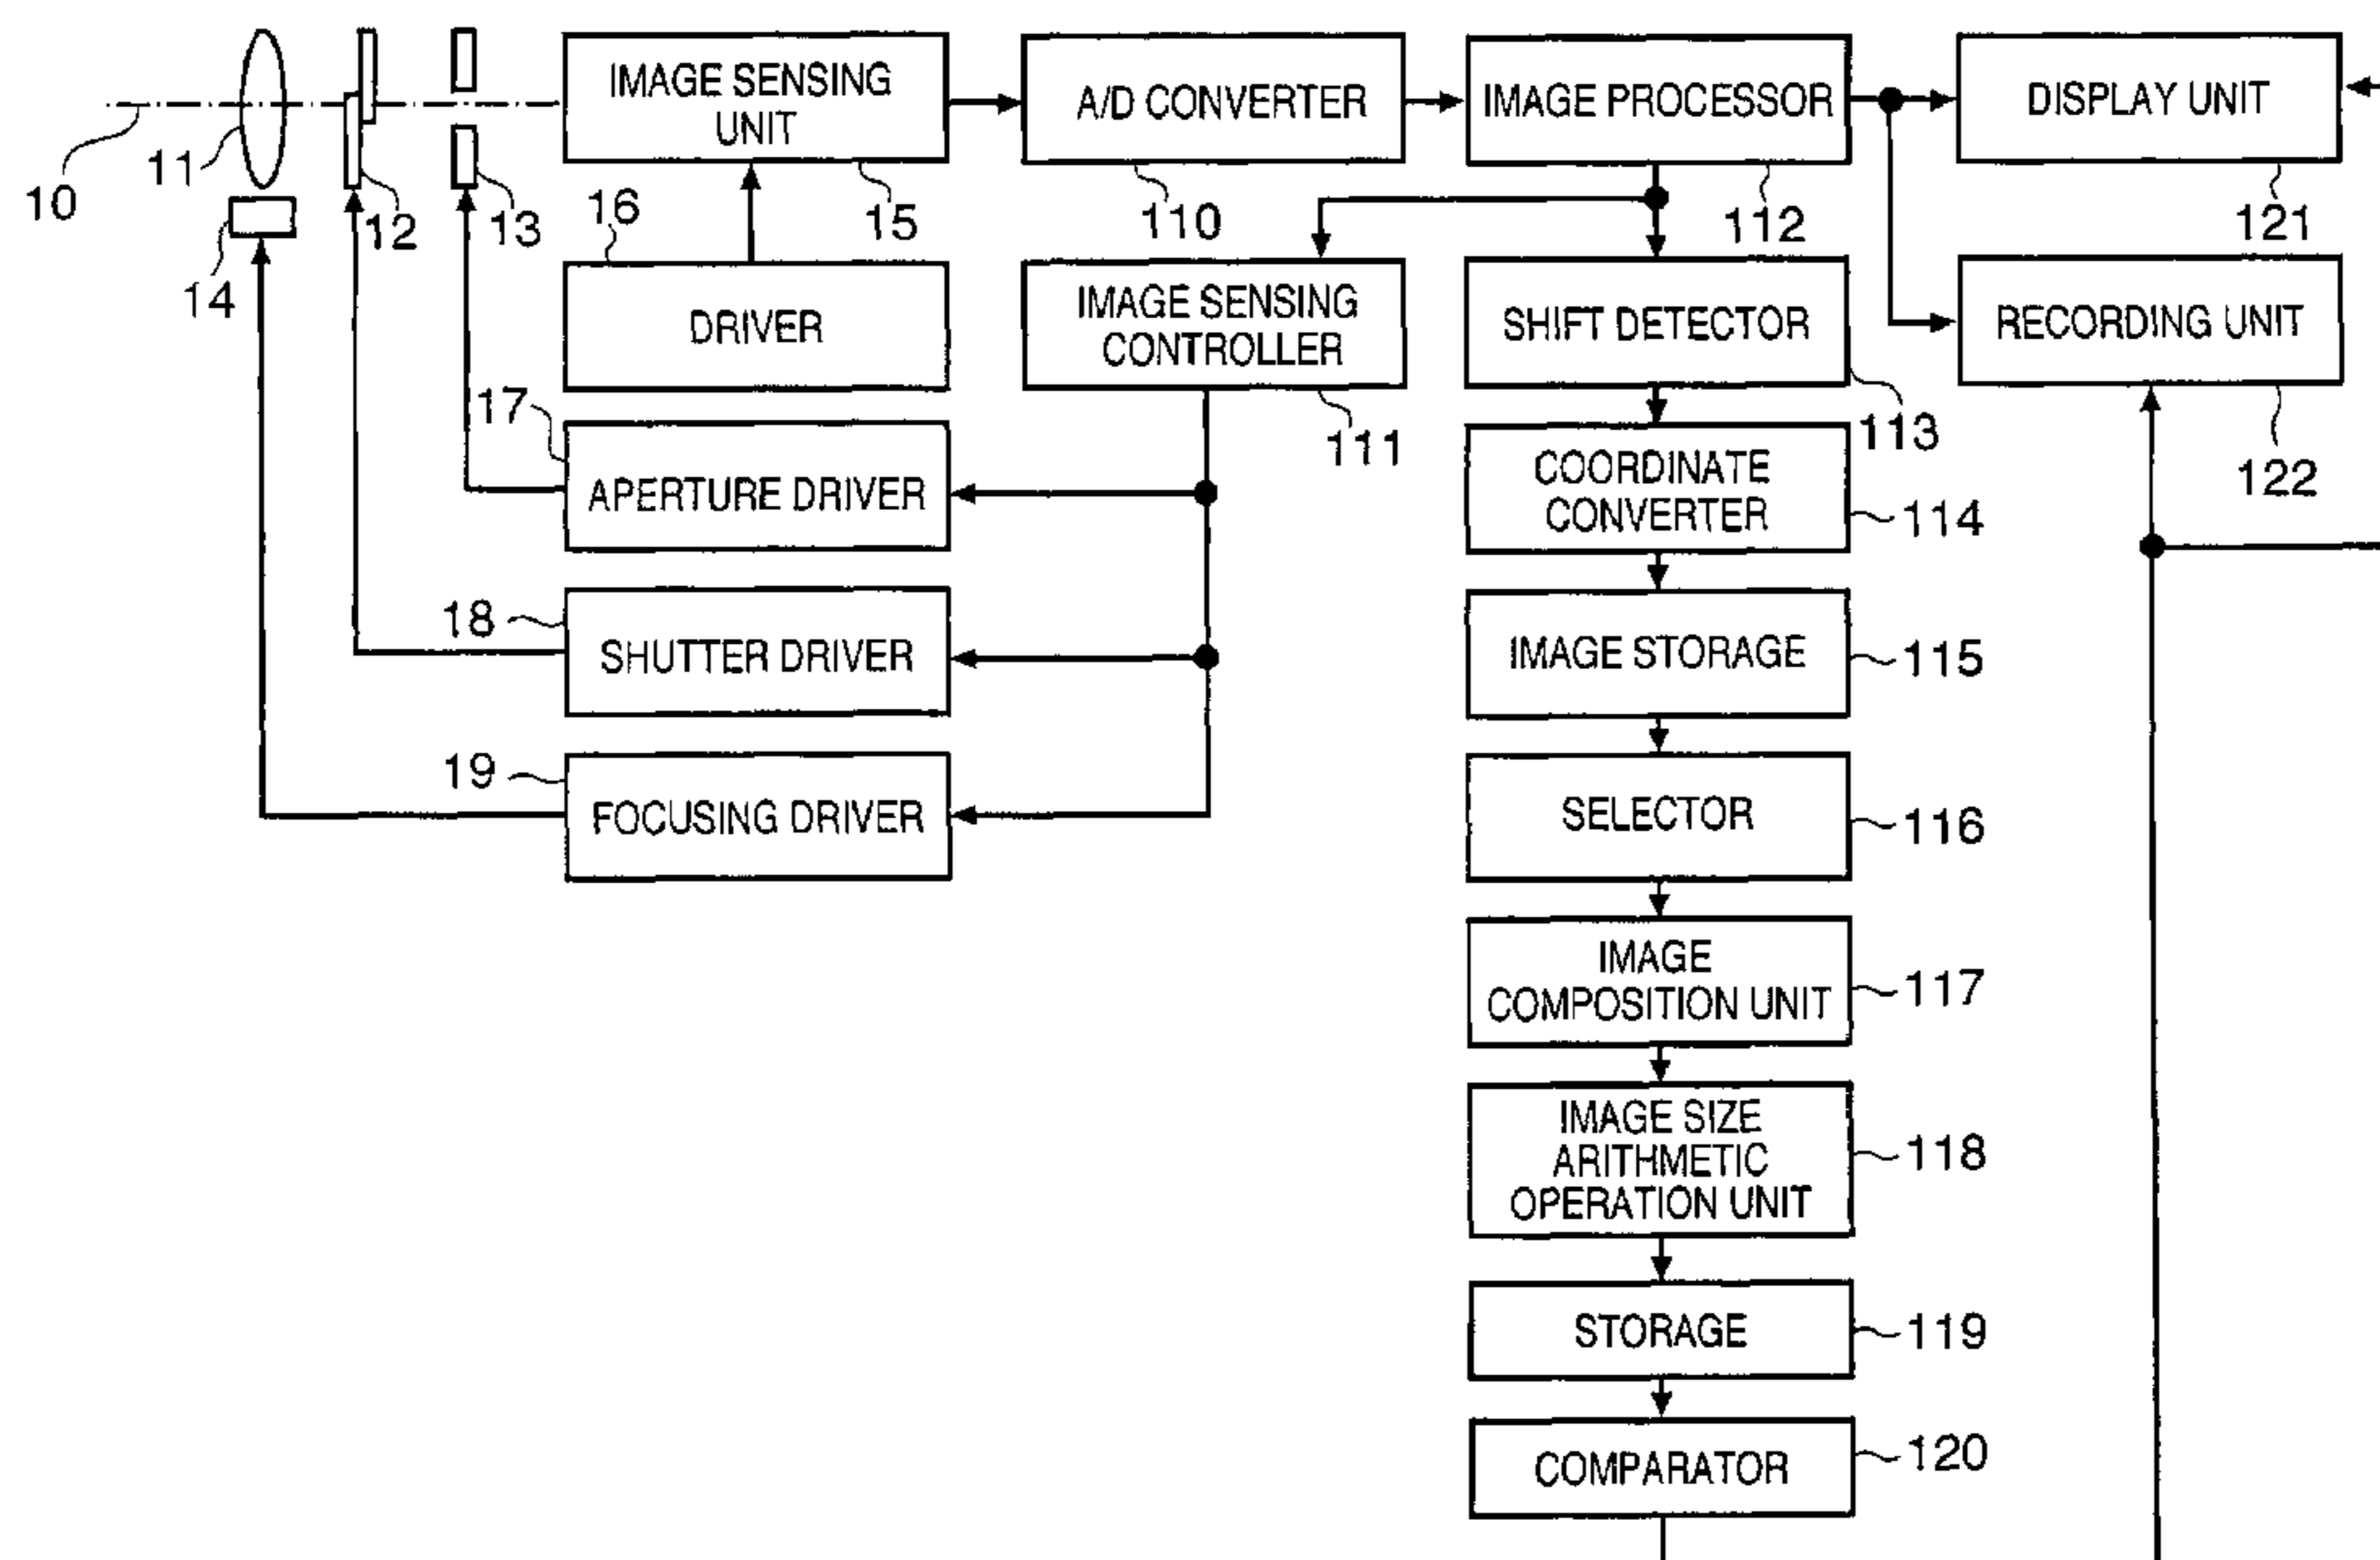 IMAGE SENSING
UNIT
A/D CONVERTER
IMAGE PROCESSOR
DISPLAY UNIT
10
11
12
13
14
16
15
110
112
121
DRIVER
IMAGE SENSING
CONTROLLER
SHIFT DETECTOR
RECORDING UNIT
17
111
113
122
APERTURE DRIVER
COORDINATE
CONVERTER
114
18
SHUTTER DRIVER
IMAGE STORAGE
115
19
FOCUSING DRIVER
SELECTOR
116
IMAGE
COMPOSITION UNIT
117
IMAGE SIZE
ARITHMETIC
OPERATION UNIT
118
STORAGE
119
COMPARATOR
120